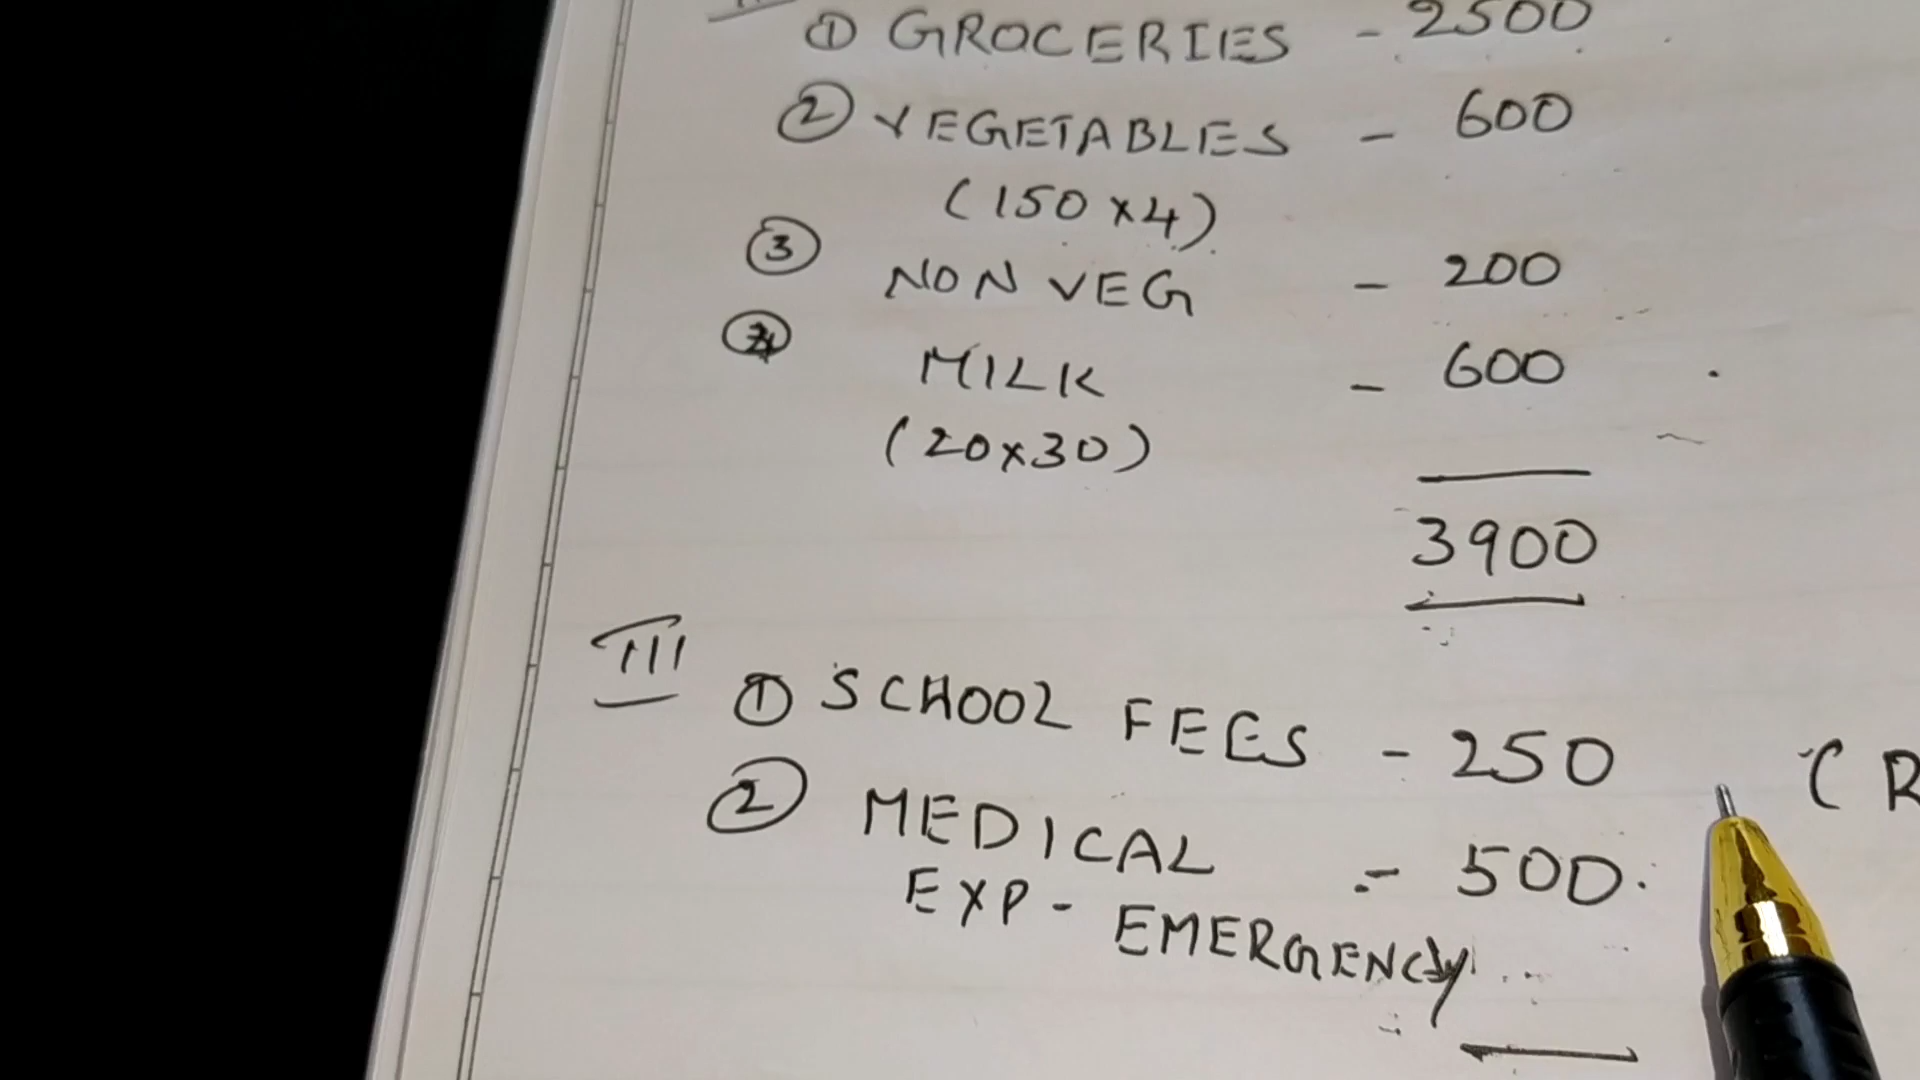 ① GROCERIES - 2500
② VEGETABLES - 600
(150 x 4)
③ NON VEG - 200
④ MILK - 600
(20x30)
3900
III
① SCHOOL FEES - 250 (R
② MEDICAL - 500.
EXP - EMERGENCY